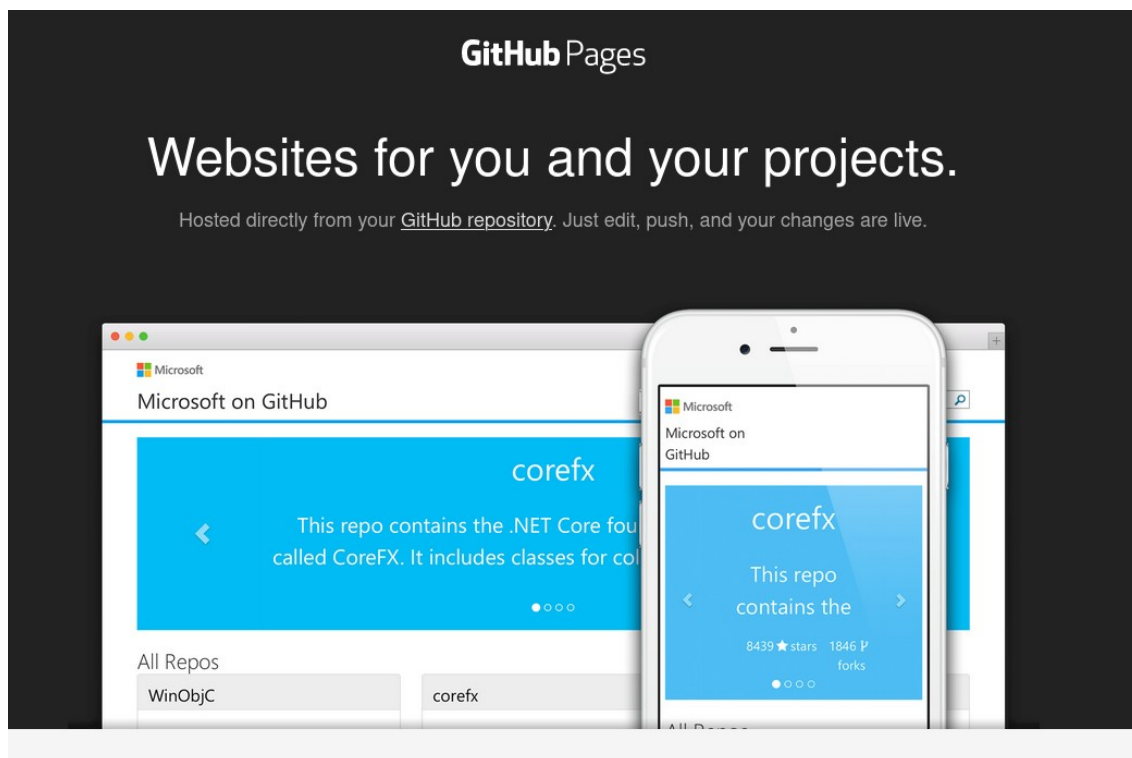 GitHub Pages
Websites for you and your projects.
Hosted directly from your GitHub repository. Just edit, push, and your changes are live.
Microsoft
Microsoft on GitHub
corefx
This repo contains the .NET Core fou
called CoreFX. It includes classes for col
All Repos
WinObjC
corefx
Microsoft
Microsoft on
GitHub
corefx
This repo
contains the
8439 stars 1846
forks
All Repos